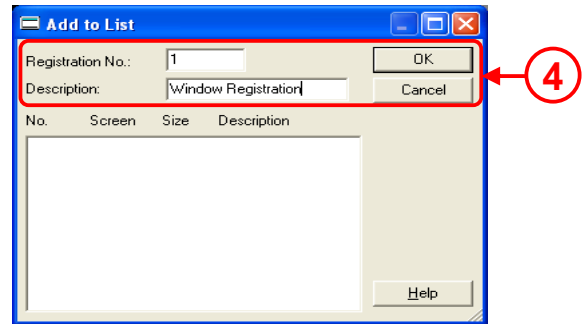 Add to List
Registration No.: 1 OK
Description: Window Registration Cancel
4
No. Screen Size Description
Help